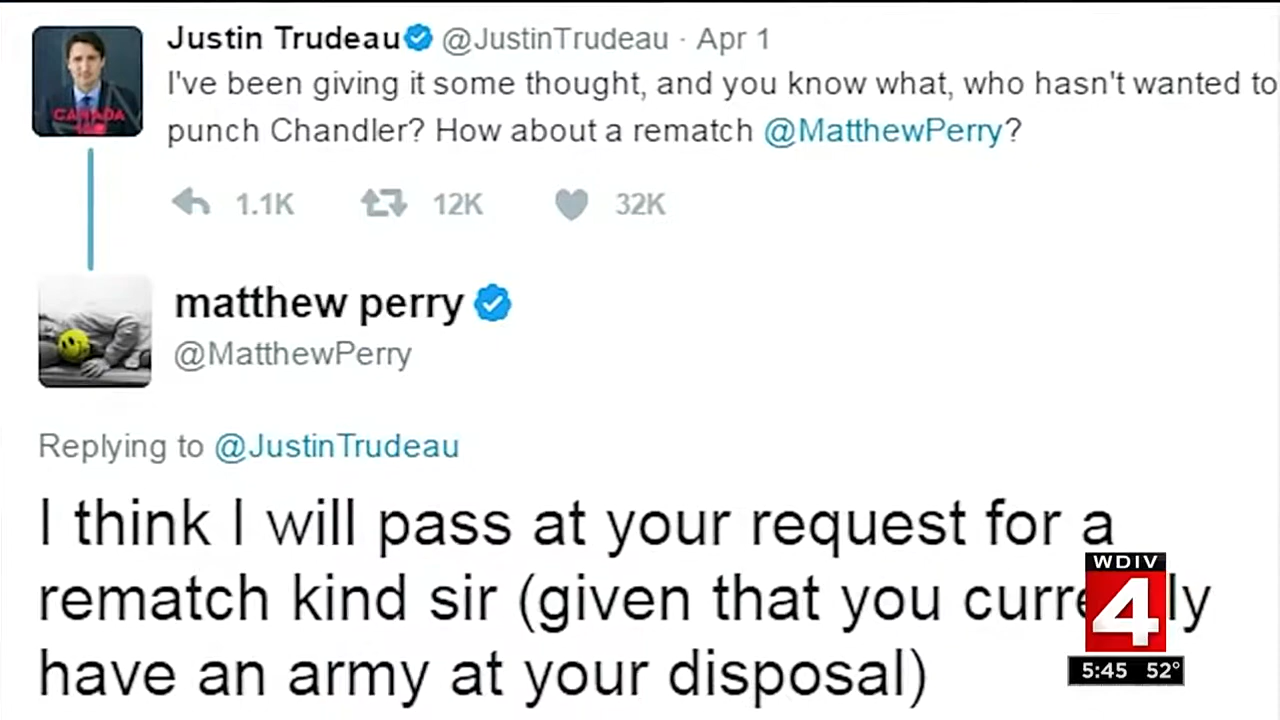 Justin Trudeau @JustinTrudeau · Apr 1
I've been giving it some thought, and you know what, who hasn't wanted to
punch Chandler? How about a rematch @MatthewPerry?
1.1K 12K 32K
CANADA
matthew perry
@MatthewPerry
Replying to @JustinTrudeau
I think I will pass at your request for a
rematch kind sir (given that you curre ly
have an army at your disposal)
WDIV
4
5:45 52°